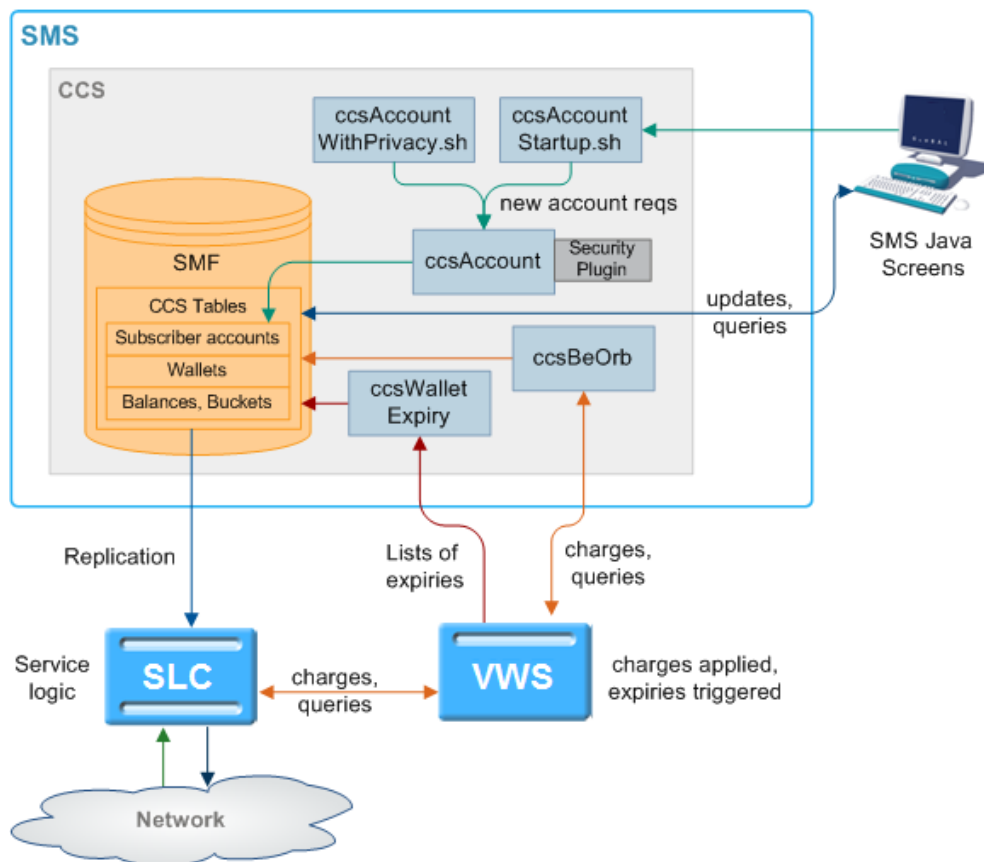 SMS
CCS
ccsAccount
WithPrivacy.sh
ccsAccount
Startup.sh
new account reqs
ccsAccount
Security
Plugin
SMS Java
Screens
SMF
CCS Tables
Subscriber accounts
Wallets
Balances, Buckets
updates,
queries
ccsBeOrb
ccsWallet
Expiry
Replication
Lists of
expiries
charges,
queries
Service
logic
SLC
charges,
queries
VWS
charges applied,
expiries triggered
Network